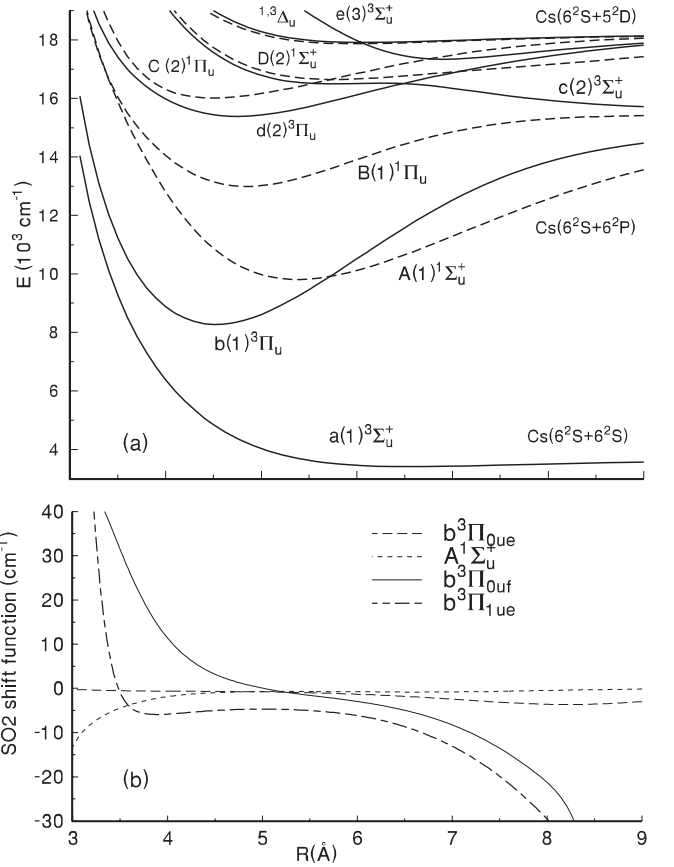 18
16
14
12
10
8
6
4
E (10³ cm⁻¹)
¹,³Δᵤ
e(3)³Σᵤ⁺
Cs(6²S+5²D)
C (2)¹Πᵤ
D(2)¹Σᵤ⁺
c(2)³Σᵤ⁺
d(2)³Πᵤ
B(1)¹Πᵤ
Cs(6²S+6²P)
A(1)¹Σᵤ⁺
b(1)³Πᵤ
a(1)³Σᵤ⁺
Cs(6²S+6²S)
(a)
40
30
20
10
0
-10
-20
-30
SO2 shift function (cm⁻¹)
b³Π₀ᵤₑ
A¹Σᵤ⁺
b³Π₀uf
b³Π₁ᵤₑ
(b)
3 4 5 6 7 8 9
R(Å)